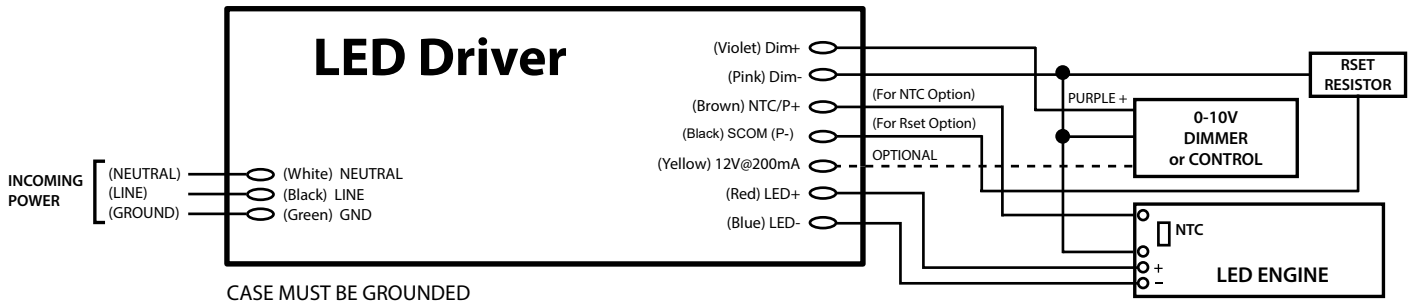 LED Driver
(Violet) Dim+
(Pink) Dim-
(Brown) NTC/P+
(Black) SCOM (P-)
(Yellow) 12V@200mA
(Red) LED+
(Blue) LED-
(For NTC Option)
(For Rset Option)
OPTIONAL
PURPLE +
RSET
RESISTOR
0-10V
DIMMER
or CONTROL
INCOMING
POWER
(NEUTRAL)
(LINE)
(GROUND)
(White) NEUTRAL
(Black) LINE
(Green) GND
NTC
+
−
LED ENGINE
CASE MUST BE GROUNDED